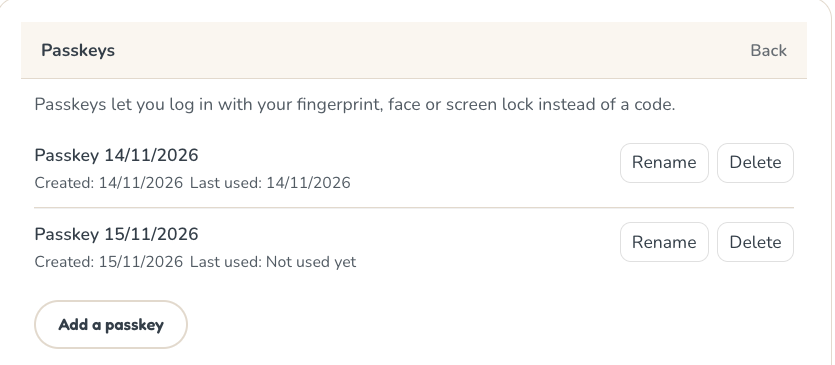 Passkeys
Back
Passkeys let you log in with your fingerprint, face or screen lock instead of a code.
Passkey 14/11/2026
Created: 14/11/2026 Last used: 14/11/2026
Rename
Delete
Passkey 15/11/2026
Created: 15/11/2026 Last used: Not used yet
Rename
Delete
Add a passkey